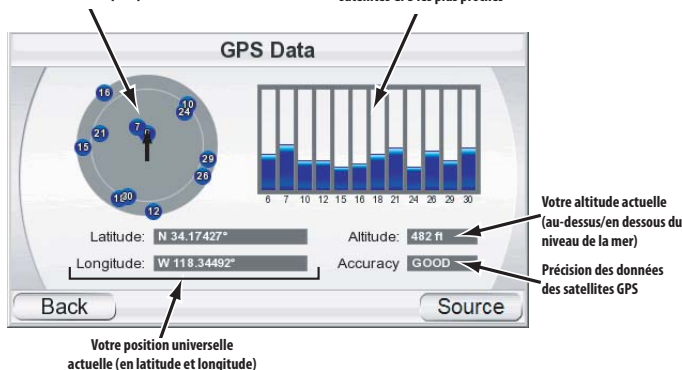 satellites GPS les plus proches
GPS Data
16
10
24
7
21
15
29
26
12
6 7 10 12 15 16 18 21 24 26 29 30
Latitude: N 34.17427°
Altitude: 482 ft
Longitude: W 118.34492°
Accuracy GOOD
Back
Source
Votre altitude actuelle
(au-dessus/en dessous du
niveau de la mer)
Précision des données
des satellites GPS
Votre position universelle
actuelle (en latitude et longitude)